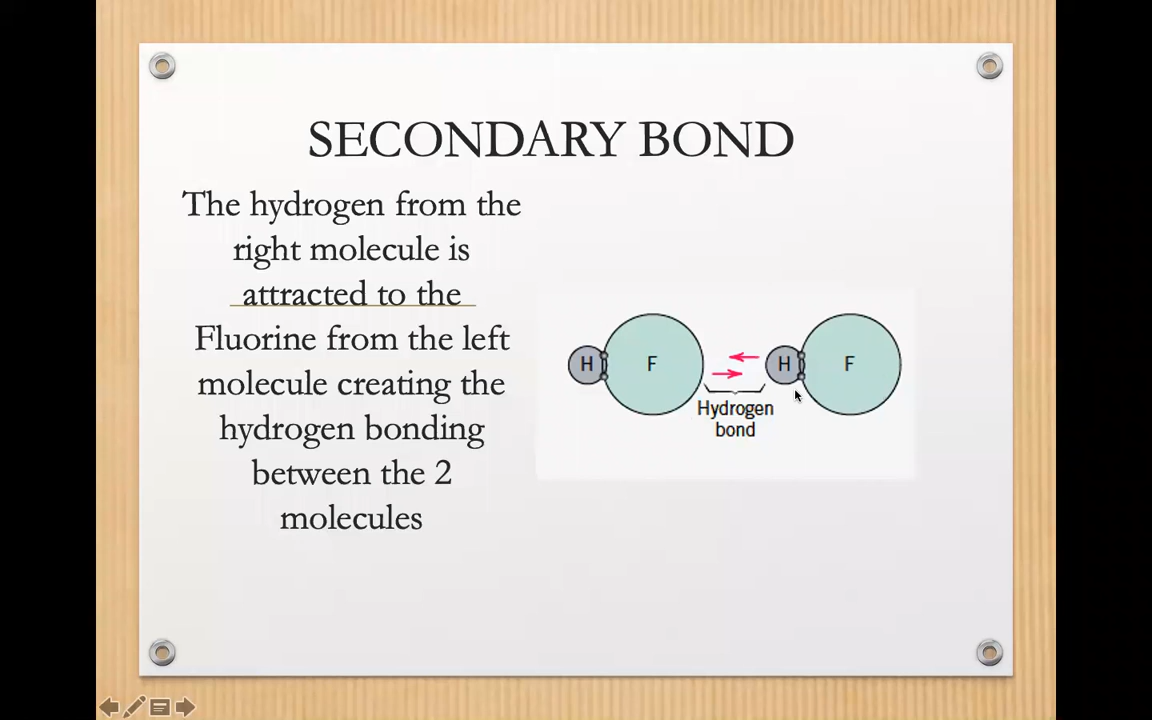 SECONDARY BOND
The hydrogen from the
right molecule is
attracted to the
Fluorine from the left
molecule creating the
hydrogen bonding
between the 2
molecules
H F H F
Hydrogen
bond